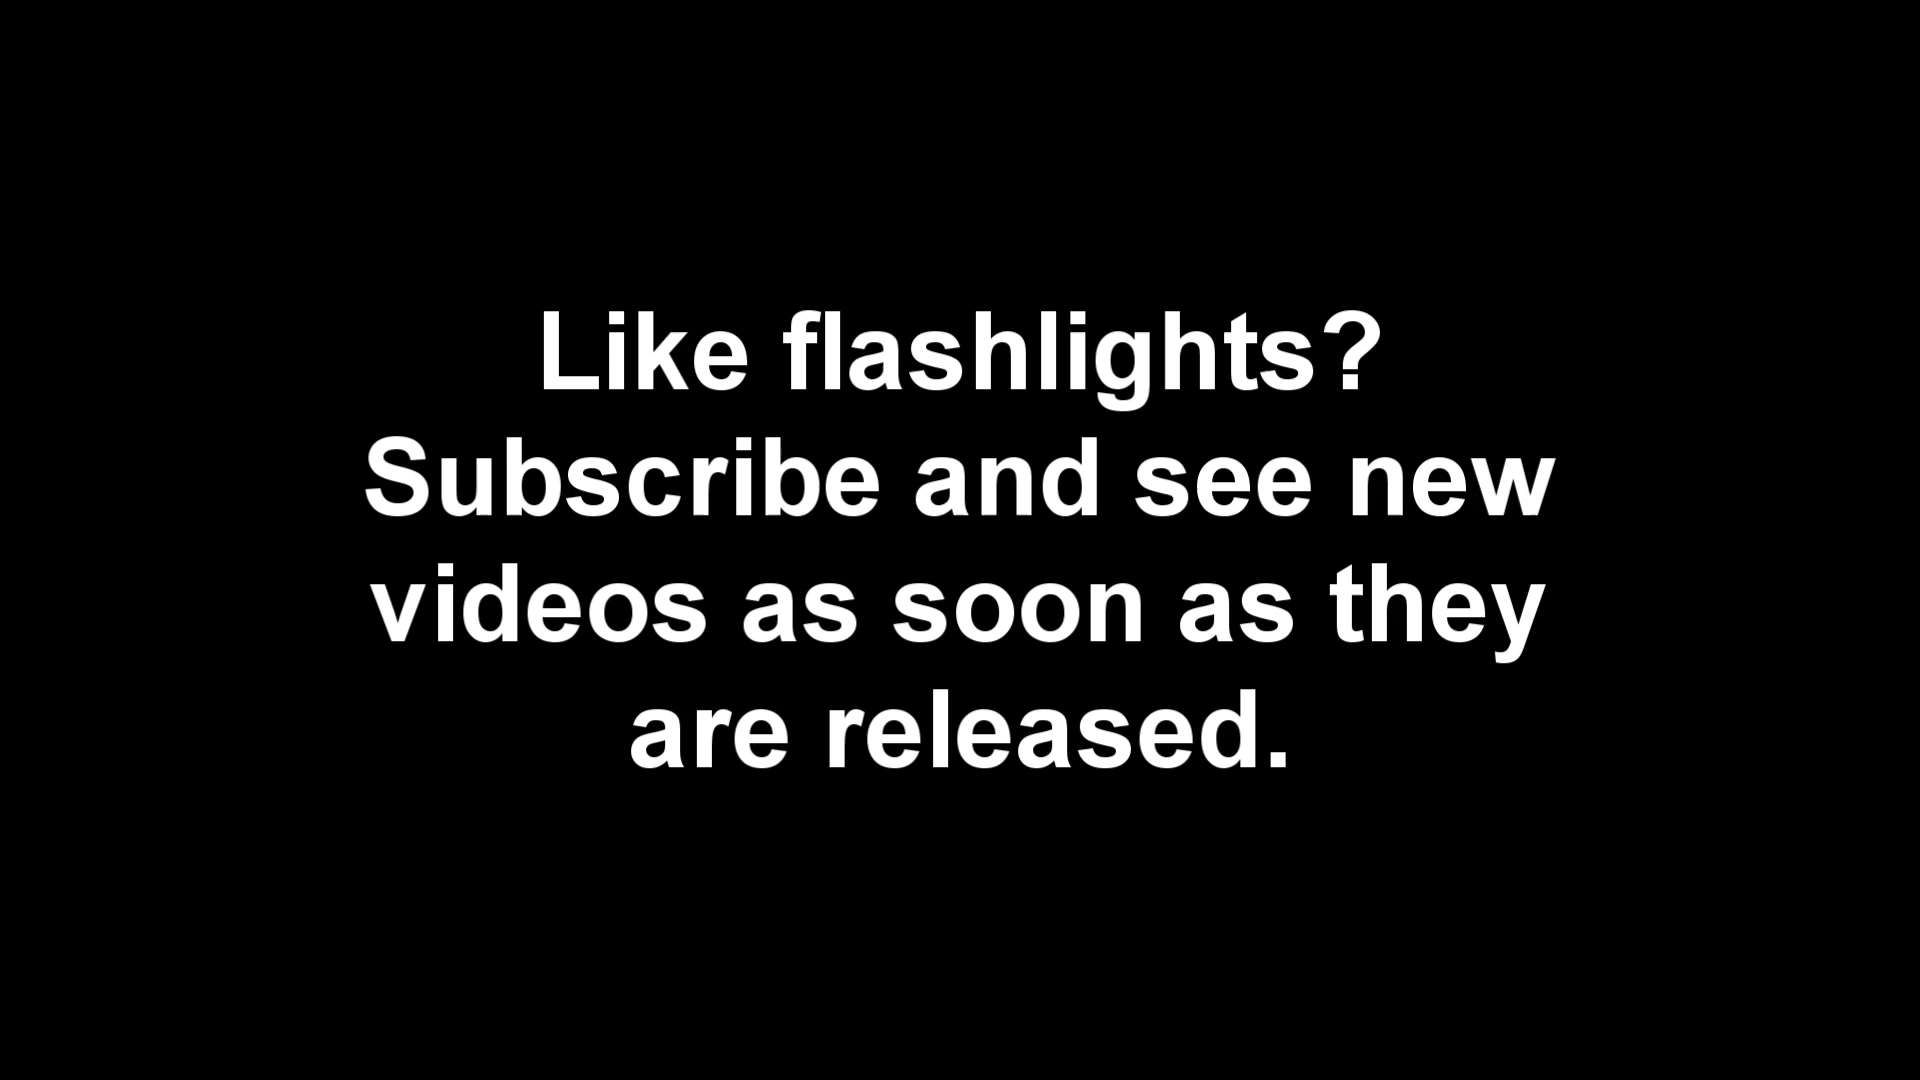 Like flashlights?
Subscribe and see new
videos as soon as they
are released.